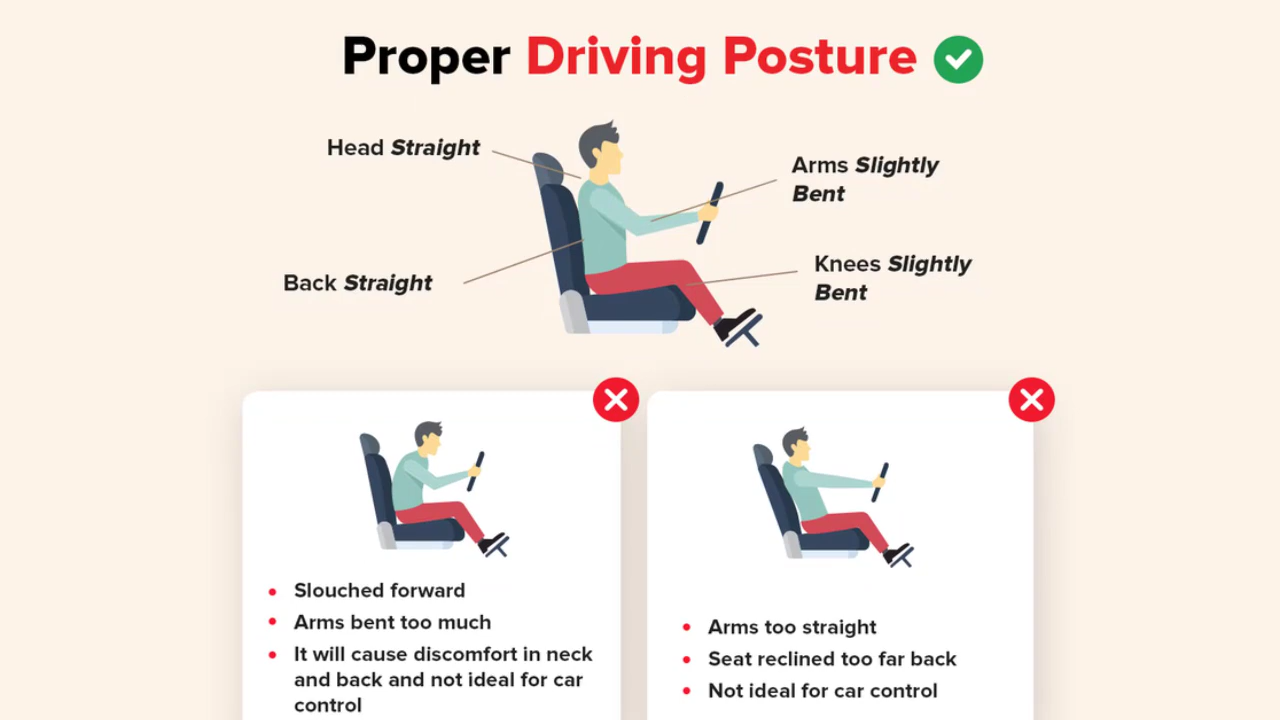 Proper Driving Posture
Head Straight
Arms Slightly
Bent
Back Straight
Knees Slightly
Bent
• Slouched forward
• Arms bent too much
• It will cause discomfort in neck
and back and not ideal for car
control
• Arms too straight
• Seat reclined too far back
• Not ideal for car control